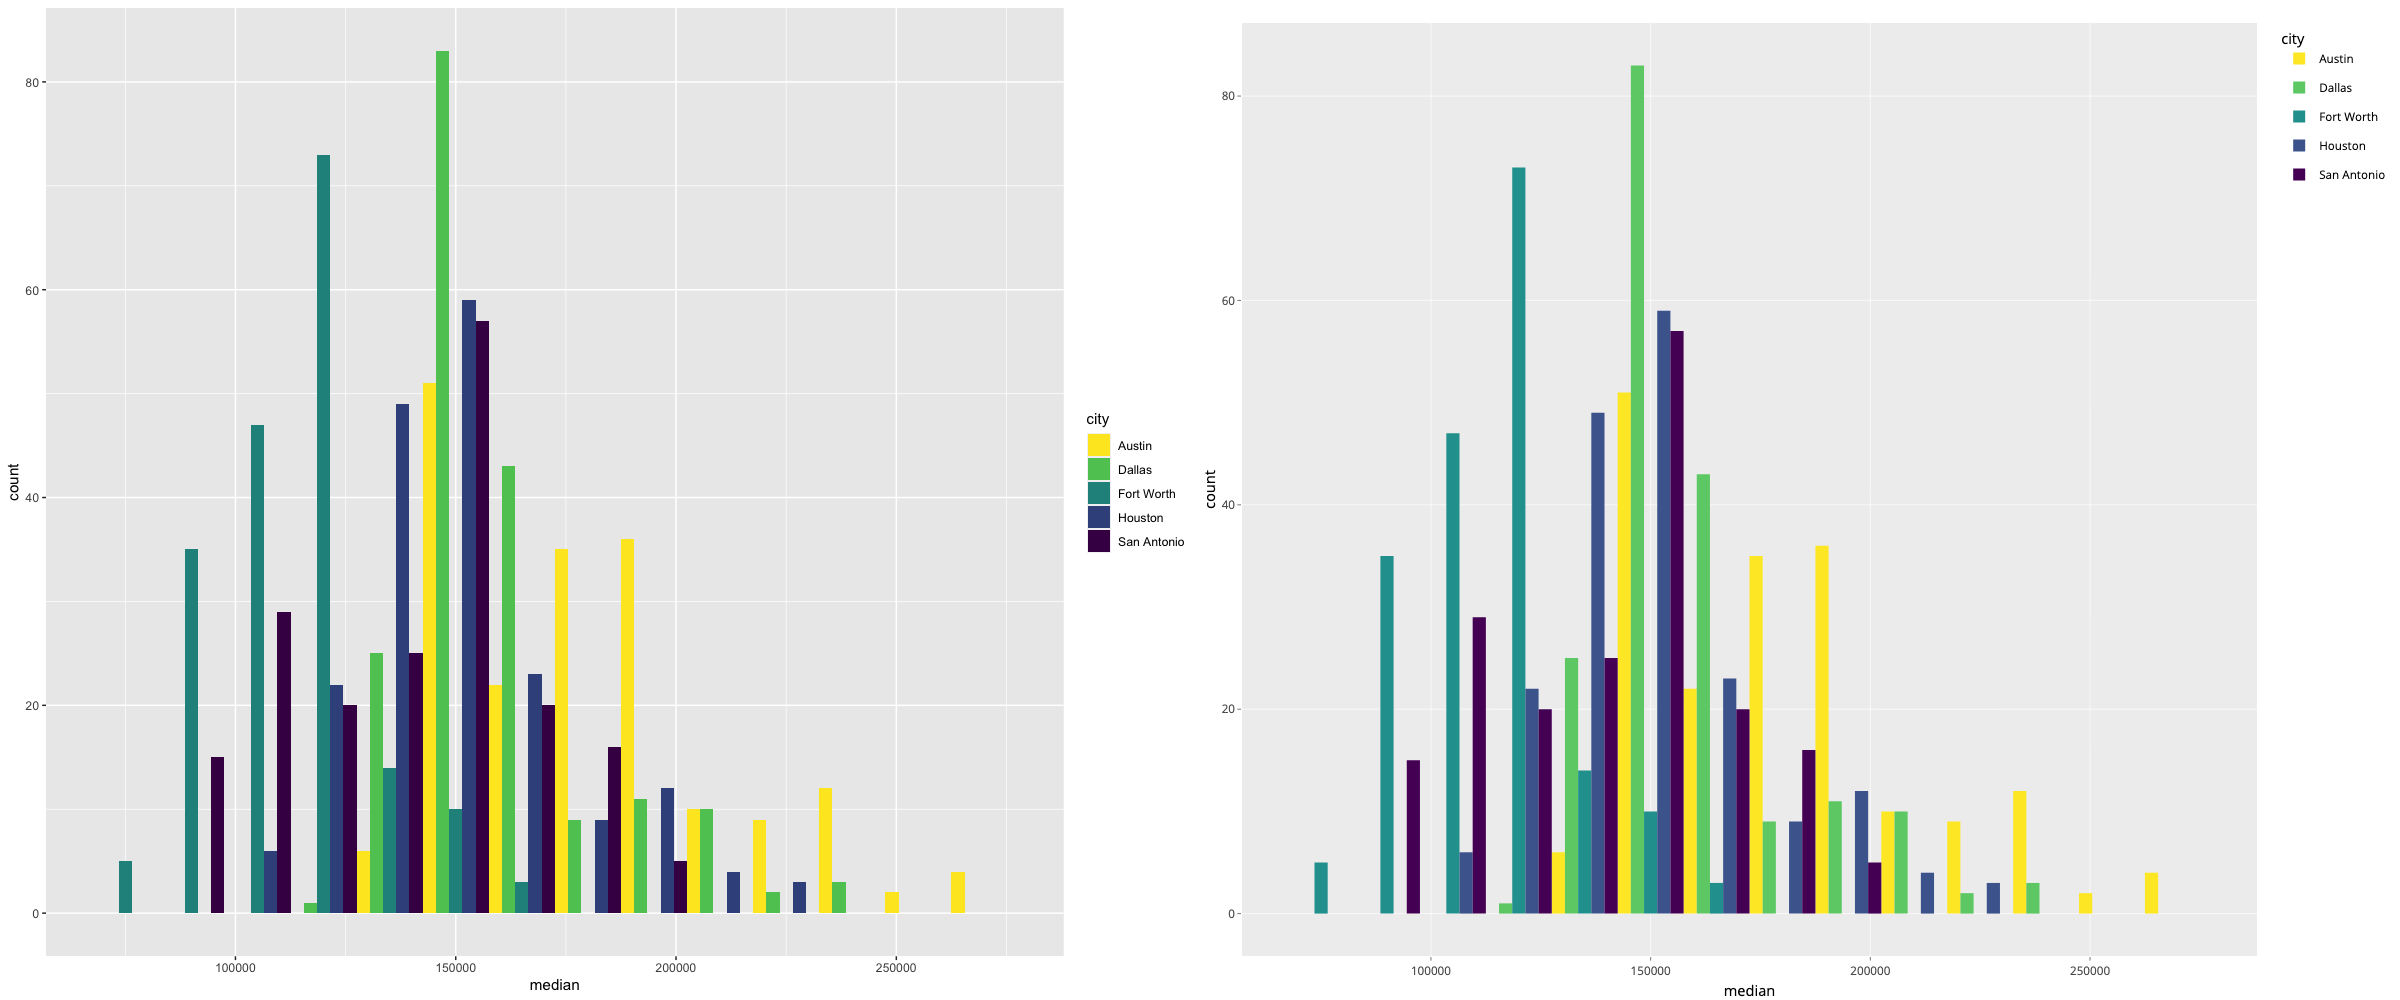 count
80
60
40
20
0
100000 150000 200000 250000
median
city
Austin
Dallas
Fort Worth
Houston
San Antonio
count
80
60
40
20
0
100000 150000 200000 250000
median
city
Austin
Dallas
Fort Worth
Houston
San Antonio